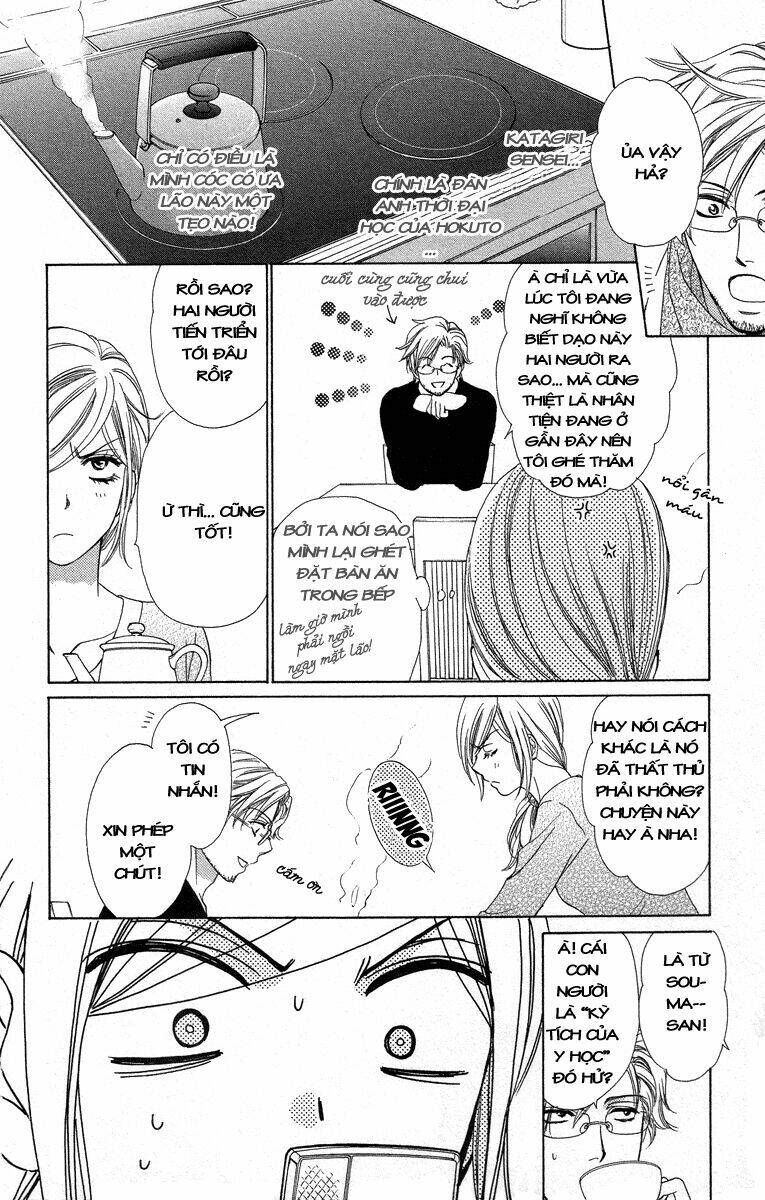 ỦA VẬY
HẢ?
KATAGIRI
SENSEI...
CHÍNH LÀ ĐÀN
ANH THỜI ĐẠI
HỌC CỦA HOKUTO
...
CHỈ CÓ ĐIỀU LÀ
MÌNH CÓC CÓ ƯA
LÃO NÀY MỘT
TẸO NÀO!
À CHỈ LÀ VỪA
LÚC TÔI ĐANG
NGHĨ KHÔNG
BIẾT DẠO NÀY
HAI NGƯỜI RA
SAO... MÀ CŨNG
THIỆT LÀ NHÂN
TIỆN ĐANG Ở
GẦN ĐÂY NÊN
TÔI GHÉ THĂM
ĐÓ MÀ!
cuối cùng cũng chui
vào được
nổi gân
máu
BỞI TA NÓI SAO
MÌNH LẠI GHÉT
ĐẶT BÀN ĂN
TRONG BẾP
làm giờ mình
phải ngồi
ngay mặt lão!
RỒI SAO?
HAI NGƯỜI
TIẾN TRIỂN
TỚI ĐÂU
RỒI?
Ừ THÌ... CŨNG
TỐT!
HAY NÓI CÁCH
KHÁC LÀ NÓ
ĐÃ THẤT THỦ
PHẢI KHÔNG?
CHUYỆN NÀY
HAY À NHA!
RIIINNG
TÔI CÓ
TIN
NHẮN!
XIN PHÉP
MỘT
CHÚT!
cám ơn
LÀ TỪ
SOU-
MA--
SAN!
À! CÁI
CON
NGƯỜI
LÀ "KỲ
TÍCH CỦA
Y HỌC"
ĐÓ HỬ?